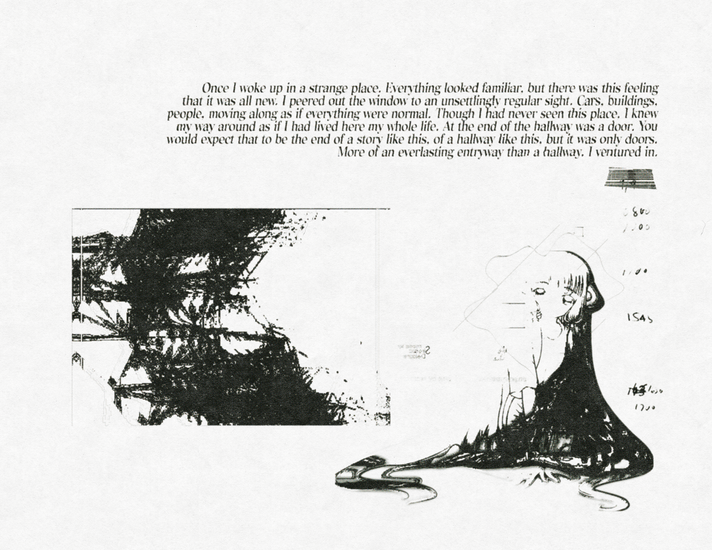 Once I woke up in a strange place. Everything looked familiar, but there was this feeling
that it was all new. I peered out the window to an unsettlingly regular sight. Cars, buildings,
people, moving along as if everything were normal. Though I had never seen this place, I knew
my way around as if I had lived here my whole life. At the end of the hallway was a door. You
would expect that to be the end of a story like this, of a hallway like this, but it was only doors.
More of an everlasting entryway than a hallway. I ventured in.